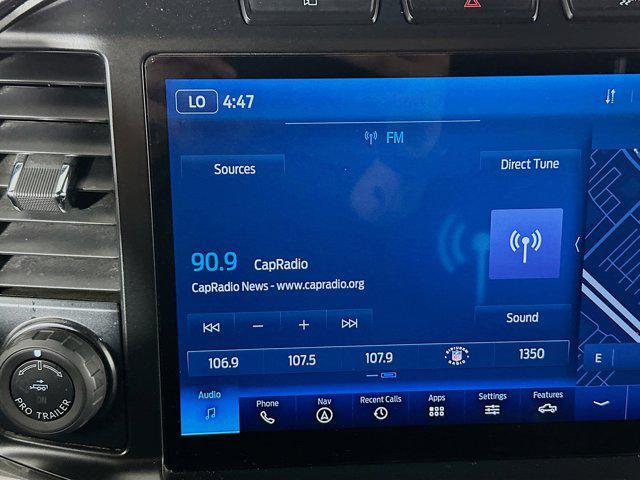 LO 4:47
FM
Sources
Direct Tune
90.9 CapRadio
CapRadio News - www.capradio.org
Sound
106.9 107.5 107.9 1350
E
Audio Phone Nav Recent Calls Apps Settings Features
PRO TRAILER
ON